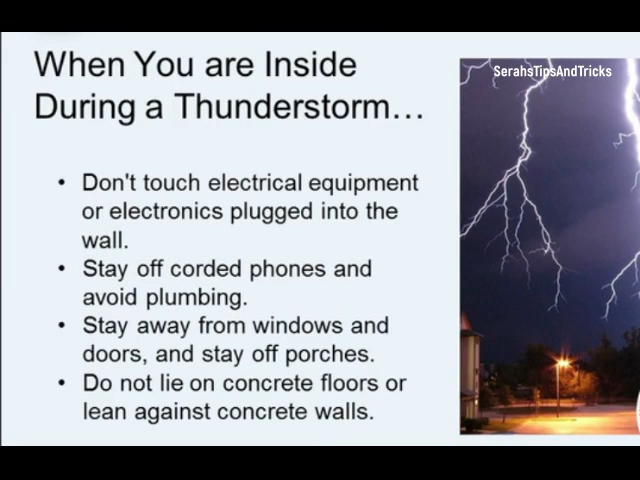 SerahsTipsAndTricks
When You are Inside
During a Thunderstorm…
• Don't touch electrical equipment
or electronics plugged into the
wall.
• Stay off corded phones and
avoid plumbing.
• Stay away from windows and
doors, and stay off porches.
• Do not lie on concrete floors or
lean against concrete walls.